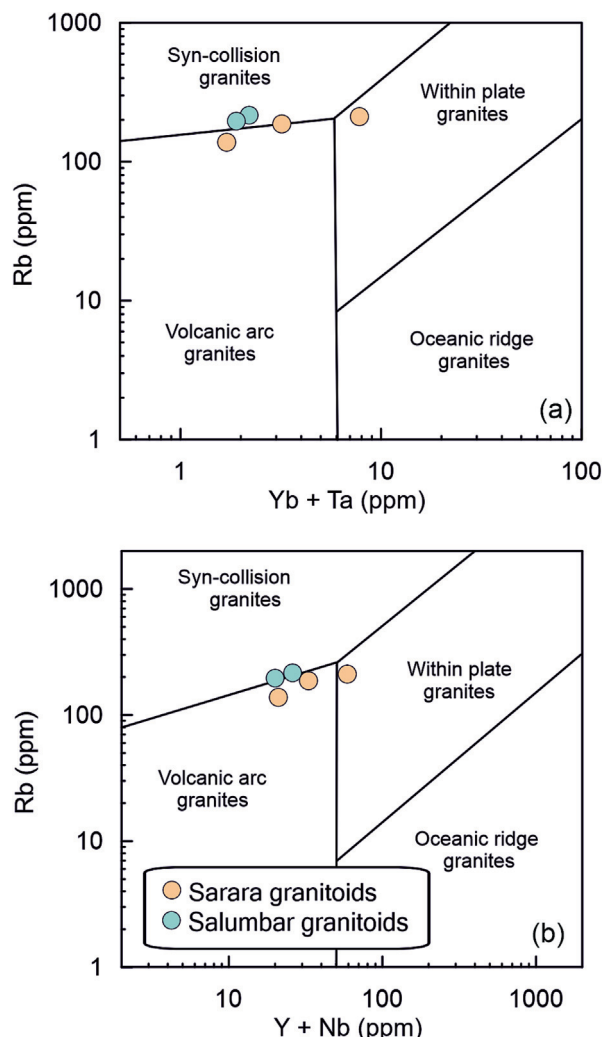 1000
Syn-collision
granites
Within plate
granites
100
Rb (ppm)
10
Volcanic arc
granites
Oceanic ridge
granites
(a)
1
1
10
100
Yb + Ta (ppm)
1000
Syn-collision
granites
Within plate
granites
100
Rb (ppm)
Volcanic arc
granites
10
Oceanic ridge
granites
Sarara granitoids
Salumbar granitoids
(b)
1
10
100
1000
Y + Nb (ppm)